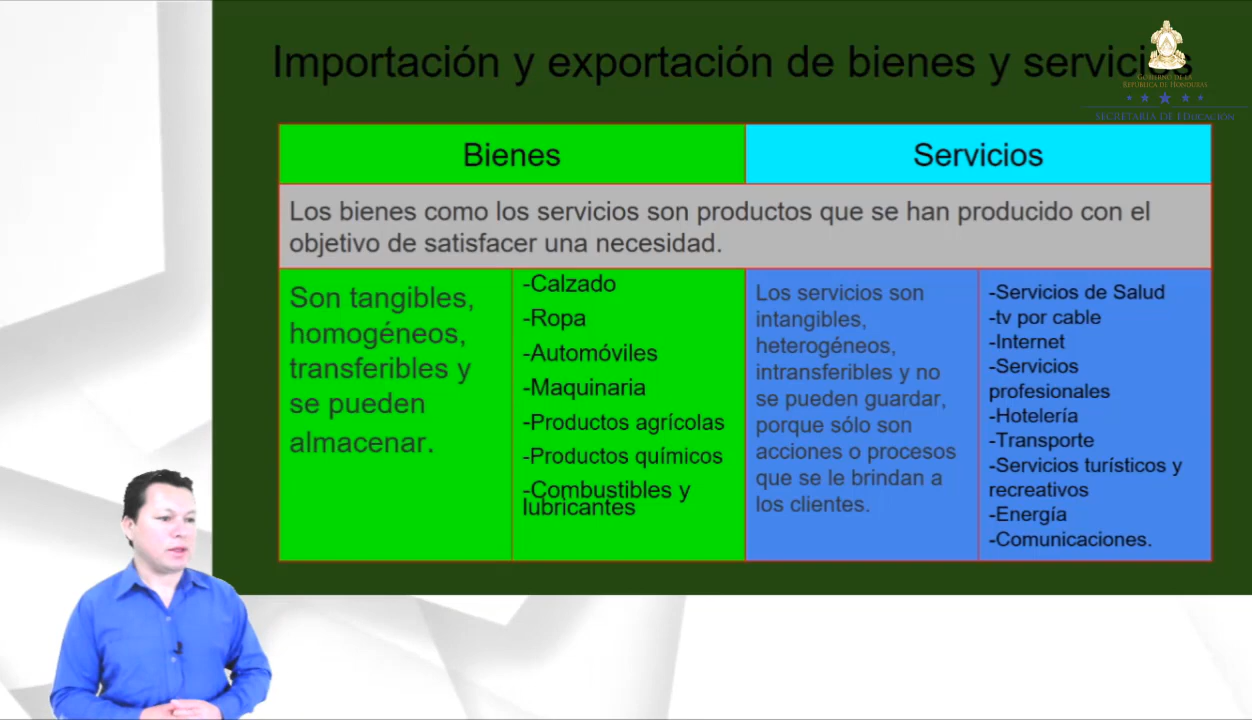 Importación y exportación de bienes y servicios
GOBIERNO DE LA
REPÚBLICA DE HONDURAS
SECRETARÍA DE EDUCACIÓN
Bienes
Servicios
Los bienes como los servicios son productos que se han producido con el
objetivo de satisfacer una necesidad.
Son tangibles,
homogéneos,
transferibles y
se pueden
almacenar.
-Calzado
-Ropa
-Automóviles
-Maquinaria
-Productos agrícolas
-Productos químicos
-Combustibles y
lubricantes
Los servicios son
intangibles,
heterogéneos,
intransferibles y no
se pueden guardar,
porque sólo son
acciones o procesos
que se le brindan a
los clientes.
-Servicios de Salud
-tv por cable
-Internet
-Servicios
profesionales
-Hotelería
-Transporte
-Servicios turísticos y
recreativos
-Energía
-Comunicaciones.